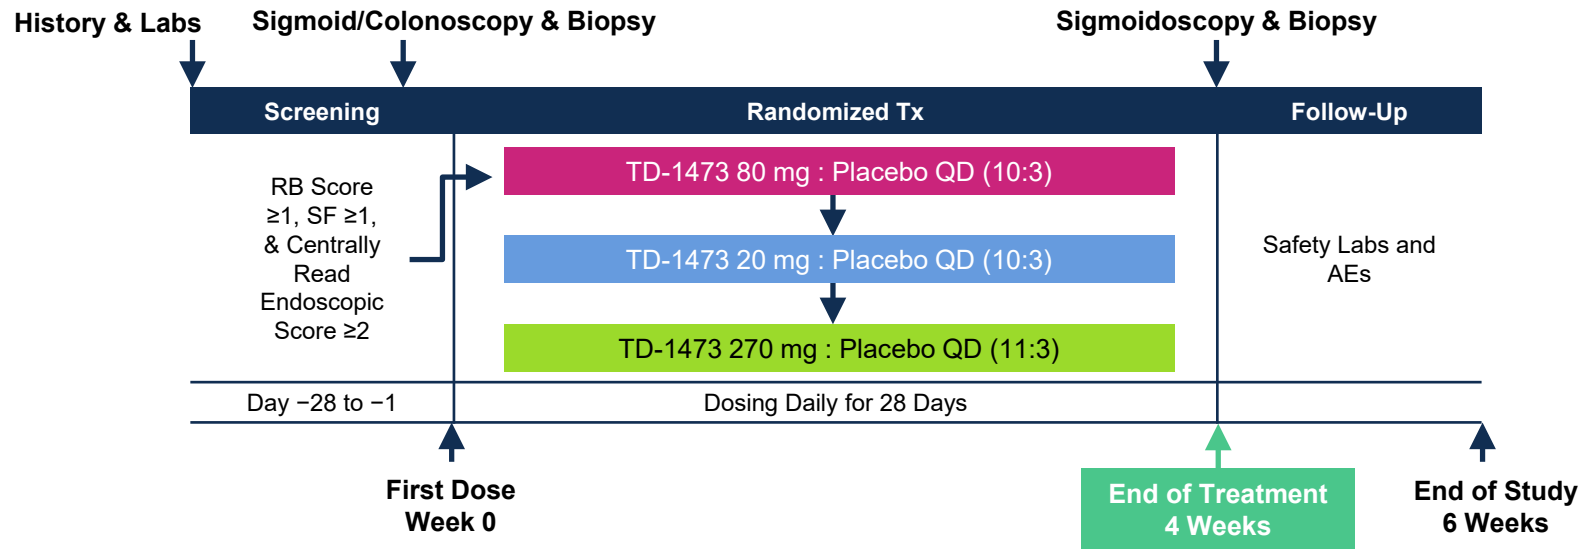 History & Labs
Sigmoid/Colonoscopy & Biopsy
Sigmoidoscopy & Biopsy
Screening
Randomized Tx
Follow-Up
RB Score
≥1, SF ≥1,
& Centrally
Read
Endoscopic
Score ≥2
TD-1473 80 mg : Placebo QD (10:3)
TD-1473 20 mg : Placebo QD (10:3)
TD-1473 270 mg : Placebo QD (11:3)
Safety Labs and
AEs
Day −28 to −1
Dosing Daily for 28 Days
First Dose
Week 0
End of Treatment
4 Weeks
End of Study
6 Weeks